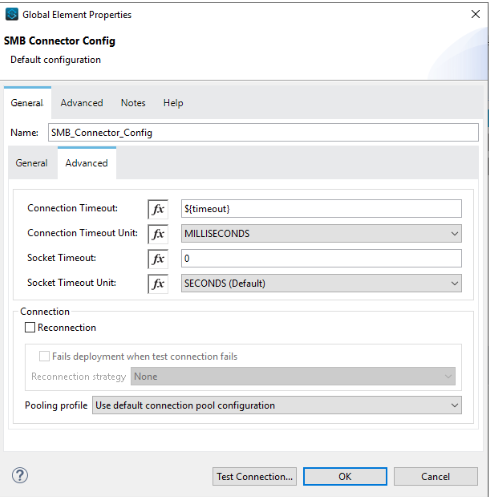 Global Element Properties
SMB Connector Config
Default configuration
General Advanced Notes Help
Name: SMB_Connector_Config
General Advanced
Connection Timeout: fx ${timeout}
Connection Timeout Unit: fx MILLISECONDS
Socket Timeout: fx 0
Socket Timeout Unit: fx SECONDS (Default)
Connection
Reconnection
Fails deployment when test connection fails
Reconnection strategy None
Pooling profile Use default connection pool configuration
? Test Connection... OK Cancel